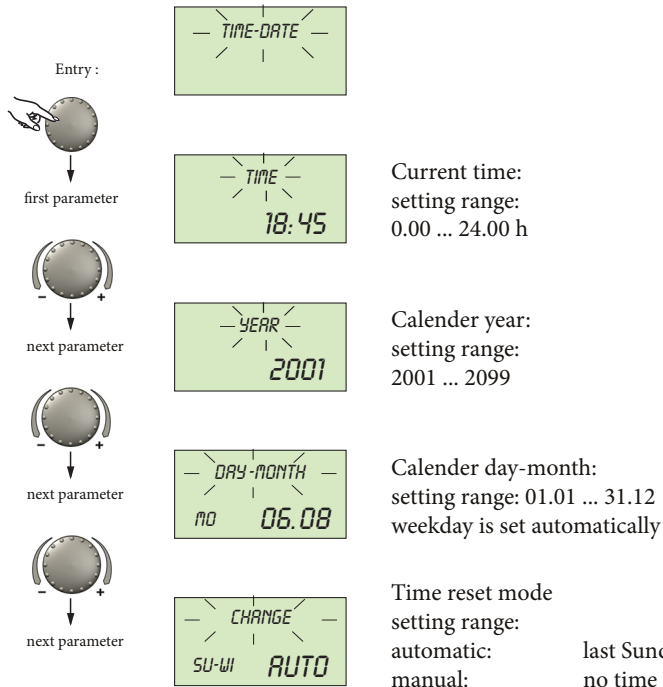 TIME-DATE
Entry :
first parameter
TIME
18:45
Current time:
setting range:
0.00 ... 24.00 h
– +
next parameter
YEAR
2001
Calender year:
setting range:
2001 ... 2099
– +
next parameter
DAY-MONTH
MO 06.08
Calender day-month:
setting range: 01.01 ... 31.12
weekday is set automatically
– +
next parameter
CHANGE
SU-WI AUTO
Time reset mode
setting range:
automatic: last
manual: no time